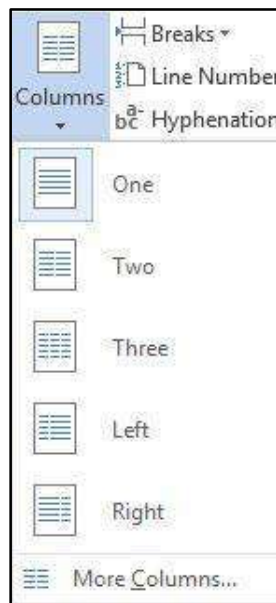 Breaks
Line Number
Columns
Hyphenation
One
Two
Three
Left
Right
More Columns...